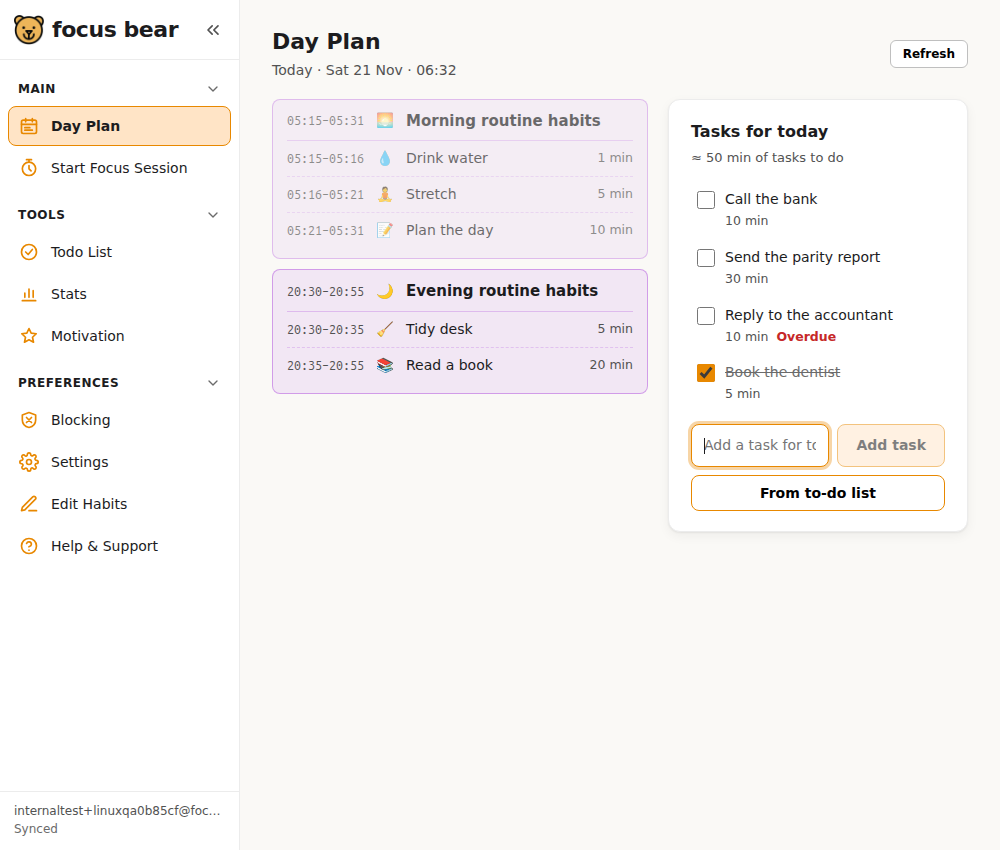 focus bear
MAIN
Day Plan
Start Focus Session
TOOLS
Todo List
Stats
Motivation
PREFERENCES
Blocking
Settings
Edit Habits
Help & Support
internaltest+linuxqa0b85cf@foc...
Synced
Day Plan
Today · Sat 21 Nov · 06:32
Refresh
05:15–05:31 Morning routine habits
05:15–05:16 Drink water 1 min
05:16–05:21 Stretch 5 min
05:21–05:31 Plan the day 10 min
20:30–20:55 Evening routine habits
20:30–20:35 Tidy desk 5 min
20:35–20:55 Read a book 20 min
Tasks for today
≈ 50 min of tasks to do
Call the bank
10 min
Send the parity report
30 min
Reply to the accountant
10 min Overdue
Book the dentist
5 min
Add a task for to
Add task
From to-do list